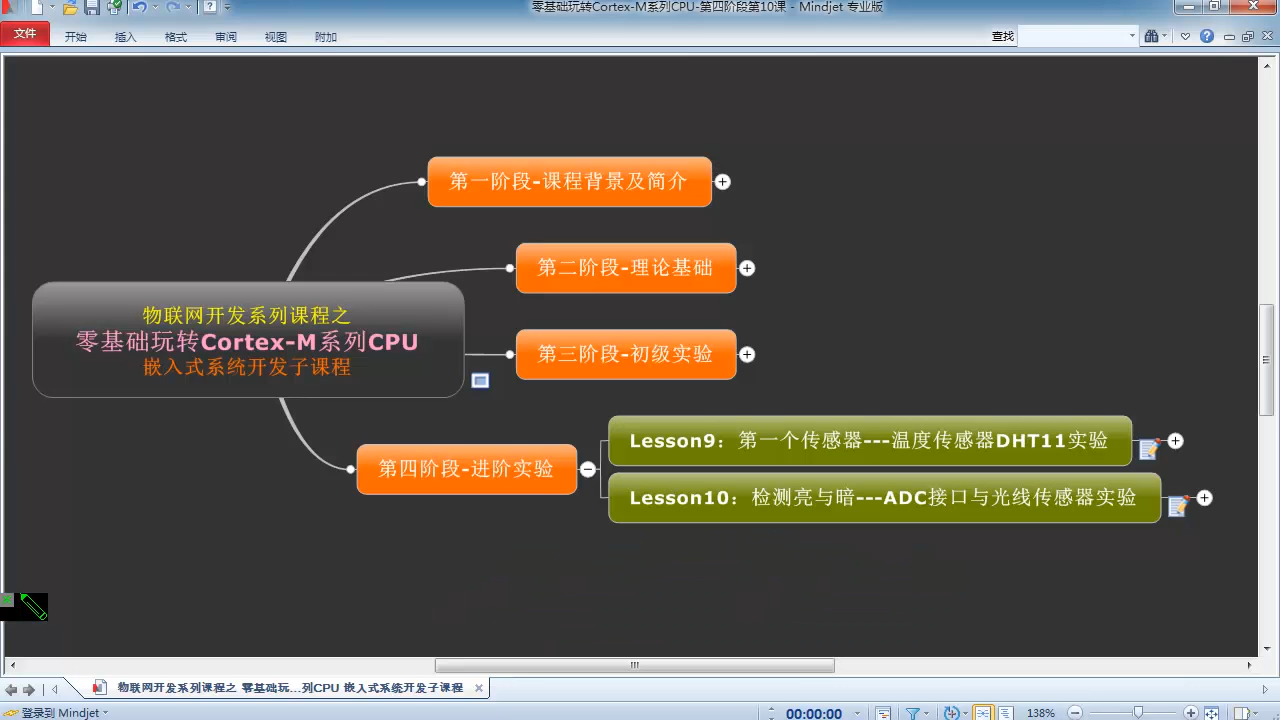 零基础玩转Cortex-M系列CPU-第四阶段第10课 - Mindjet 专业版
文件 开始 插入 格式 审阅 视图 附加 查找
第一阶段-课程背景及简介
第二阶段-理论基础
物联网开发系列课程之
零基础玩转Cortex-M系列CPU
嵌入式系统开发子课程
第三阶段-初级实验
第四阶段-进阶实验
Lesson9：第一个传感器---温度传感器DHT11实验
Lesson10：检测亮与暗---ADC接口与光线传感器实验
物联网开发系列课程之 零基础玩...列CPU 嵌入式系统开发子课程
登录到 Mindjet 00:00:00 138%